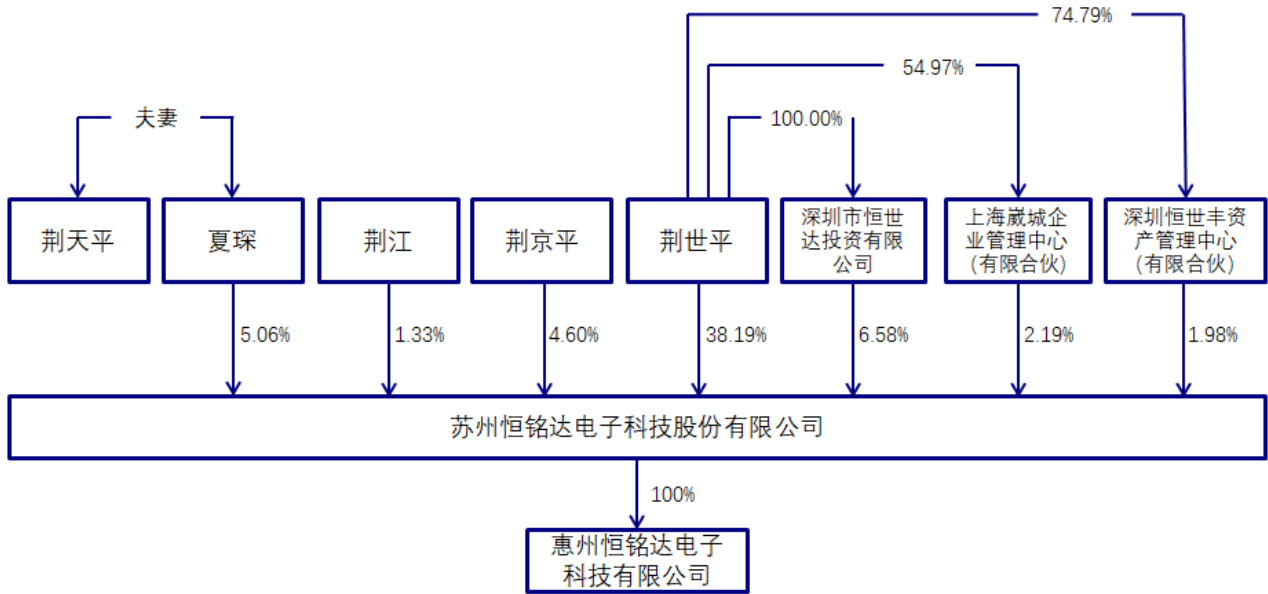 74.79%
54.97%
夫妻
100.00%
荆天平
夏琛
荆江
荆京平
荆世平
深圳市恒世
达投资有限
公司
上海崴城企
业管理中心
(有限合伙)
深圳恒世丰资
产管理中心
(有限合伙)
5.06%
1.33%
4.60%
38.19%
6.58%
2.19%
1.98%
苏州恒铭达电子科技股份有限公司
100%
惠州恒铭达电子
科技有限公司